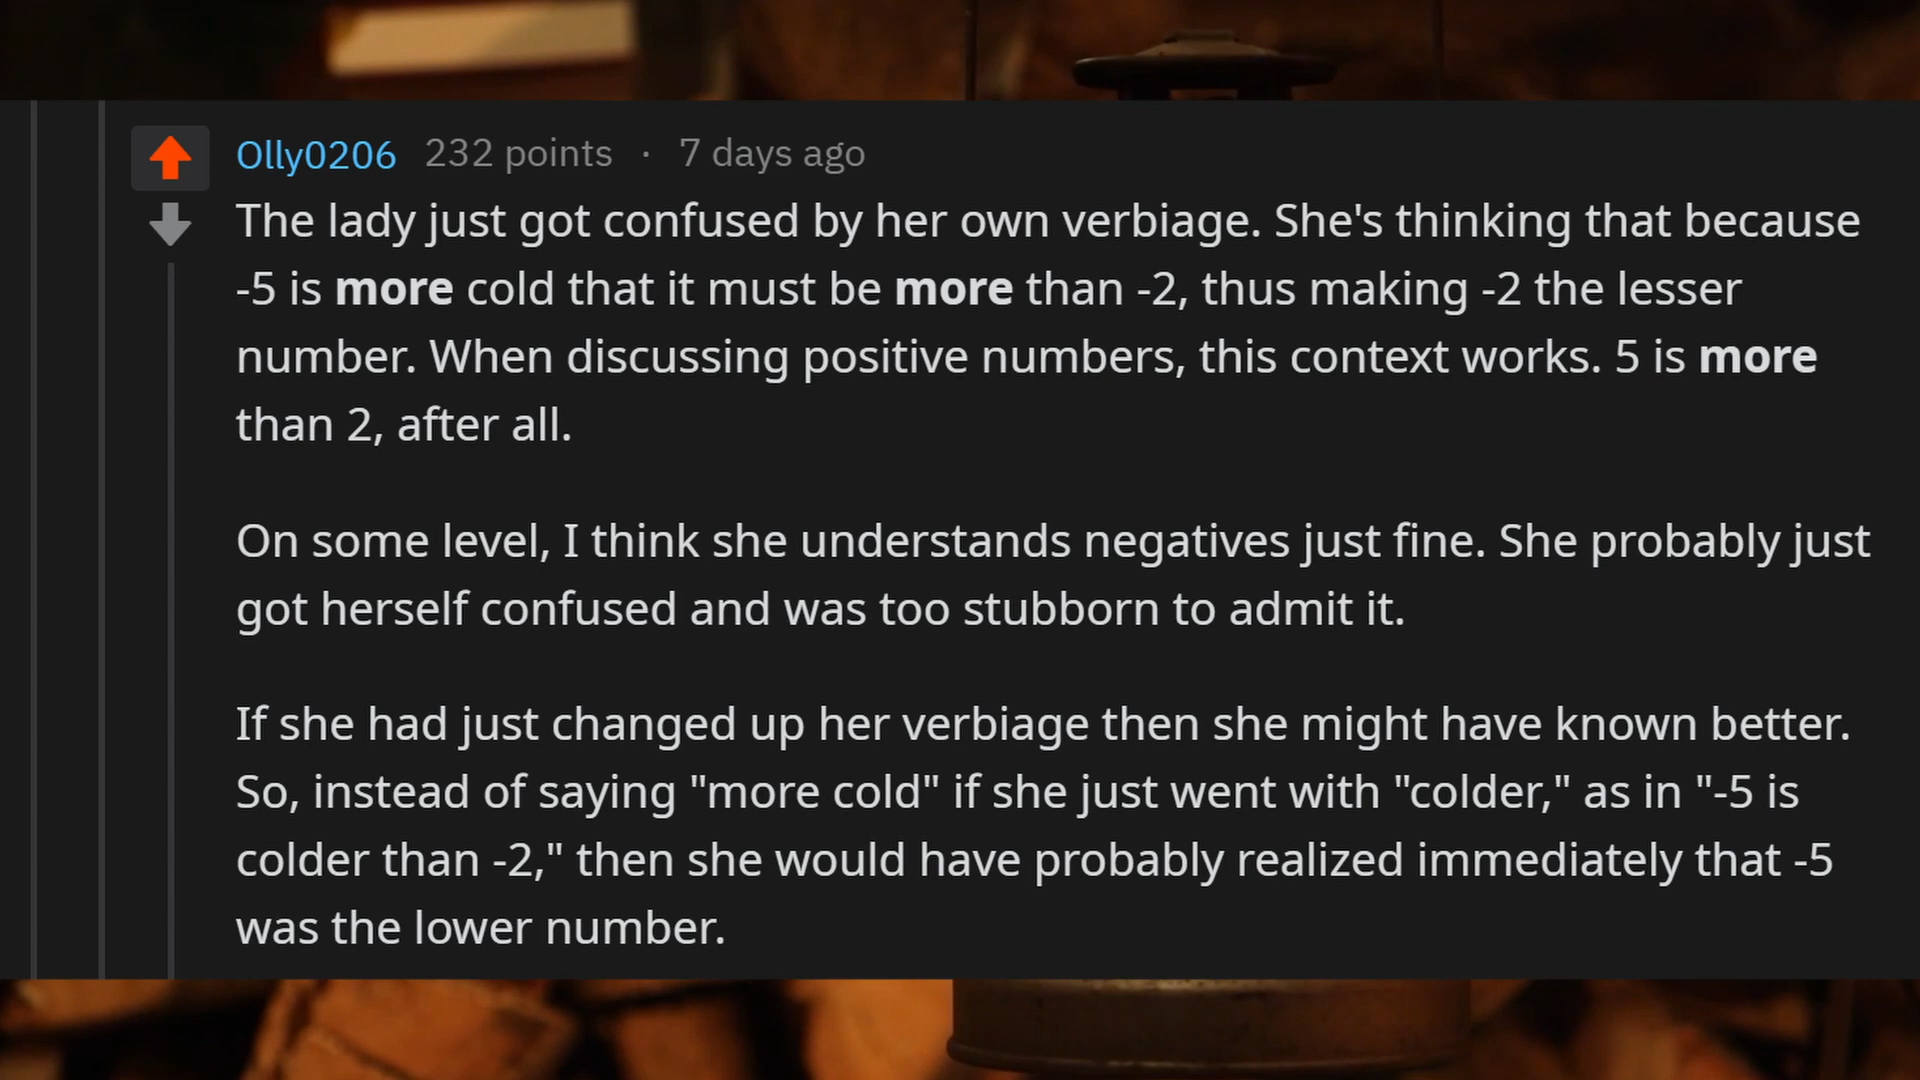 Olly0206 232 points · 7 days ago
The lady just got confused by her own verbiage. She's thinking that because
-5 is more cold that it must be more than -2, thus making -2 the lesser
number. When discussing positive numbers, this context works. 5 is more
than 2, after all.
On some level, I think she understands negatives just fine. She probably just
got herself confused and was too stubborn to admit it.
If she had just changed up her verbiage then she might have known better.
So, instead of saying "more cold" if she just went with "colder," as in "-5 is
colder than -2," then she would have probably realized immediately that -5
was the lower number.